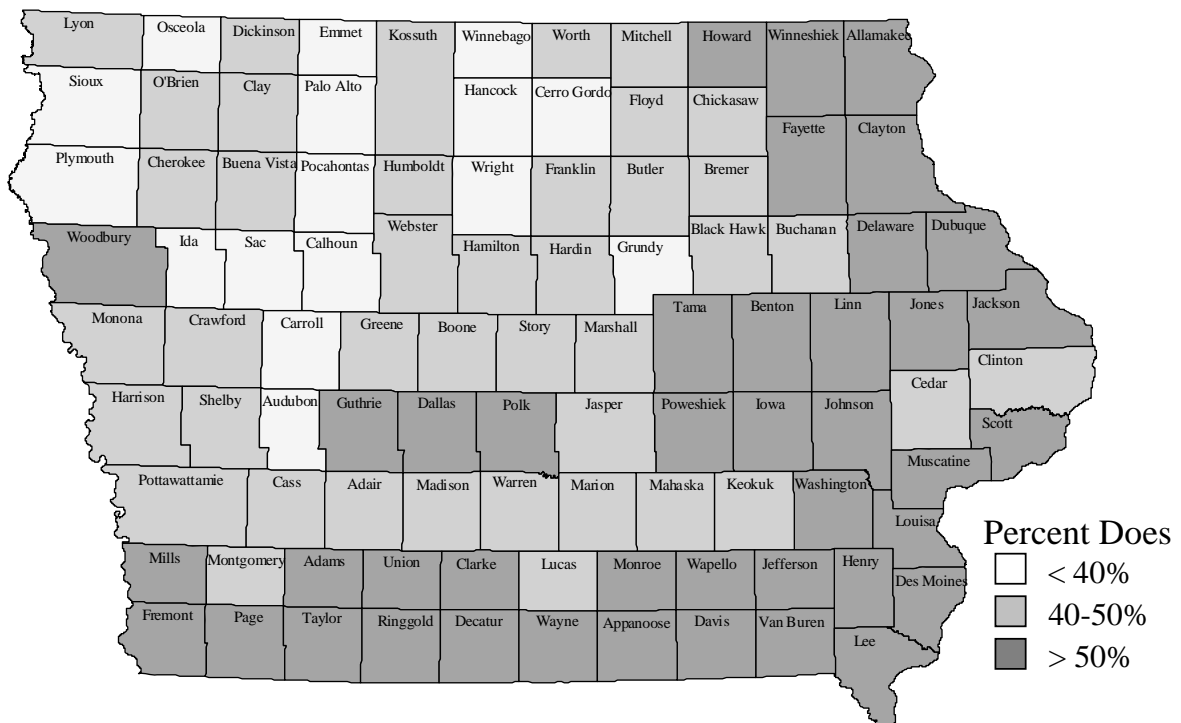 Lyon Osceola Dickinson Emmet Kossuth Winnebago Worth Mitchell Howard Winneshiek Allamakee
Sioux O'Brien Clay Palo Alto Hancock Cerro Gordo Floyd Chickasaw
Fayette Clayton
Plymouth Cherokee Buena Vista Pocahontas Humboldt Wright Franklin Butler Bremer
Woodbury Ida Sac Calhoun Webster Hamilton Hardin Grundy Black Hawk Buchanan Delaware Dubuque
Monona Crawford Carroll Greene Boone Story Marshall Tama Benton Linn Jones Jackson
Clinton
Harrison Shelby Audubon Guthrie Dallas Polk Jasper Poweshiek Iowa Johnson Cedar Scott
Muscatine
Pottawattamie Cass Adair Madison Warren Marion Mahaska Keokuk Washington
Louisa
Mills Montgomery Adams Union Clarke Lucas Monroe Wapello Jefferson Henry Des Moines
Fremont Page Taylor Ringgold Decatur Wayne Appanoose Davis Van Buren Lee
Percent Does
< 40%
40-50%
> 50%